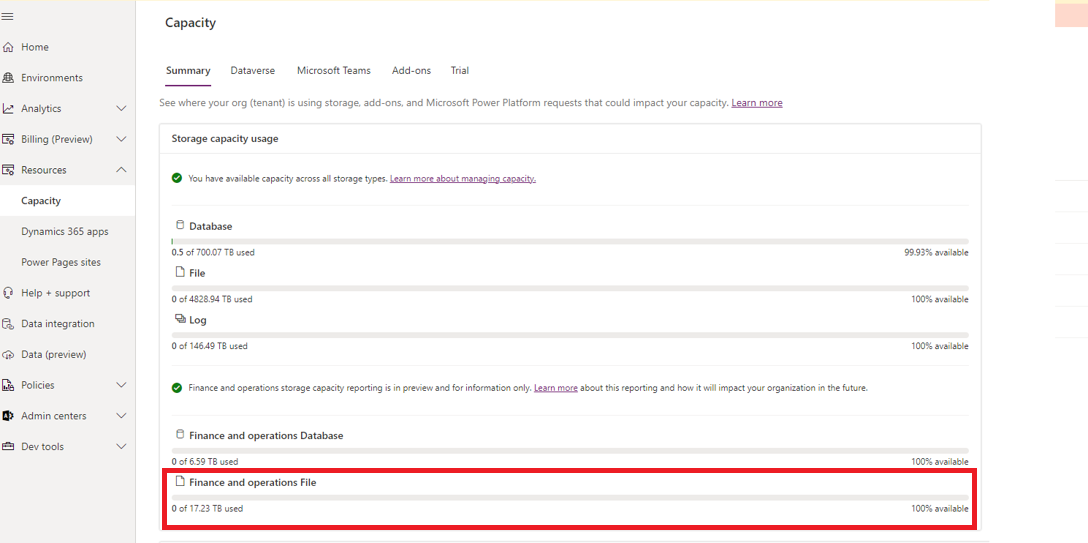 Capacity
Home
Environments
Analytics
Billing (Preview)
Resources
Capacity
Dynamics 365 apps
Power Pages sites
Help + support
Data integration
Data (preview)
Policies
Admin centers
Dev tools
Summary Dataverse Microsoft Teams Add-ons Trial
See where your org (tenant) is using storage, add-ons, and Microsoft Power Platform requests that could impact your capacity. Learn more
Storage capacity usage
You have available capacity across all storage types. Learn more about managing capacity.
Database
0.5 of 700.07 TB used 99.93% available
File
0 of 4828.94 TB used 100% available
Log
0 of 146.49 TB used 100% available
Finance and operations storage capacity reporting is in preview and for information only. Learn more about this reporting and how it will impact your organization in the future.
Finance and operations Database
0 of 6.59 TB used 100% available
Finance and operations File
0 of 17.23 TB used 100% available